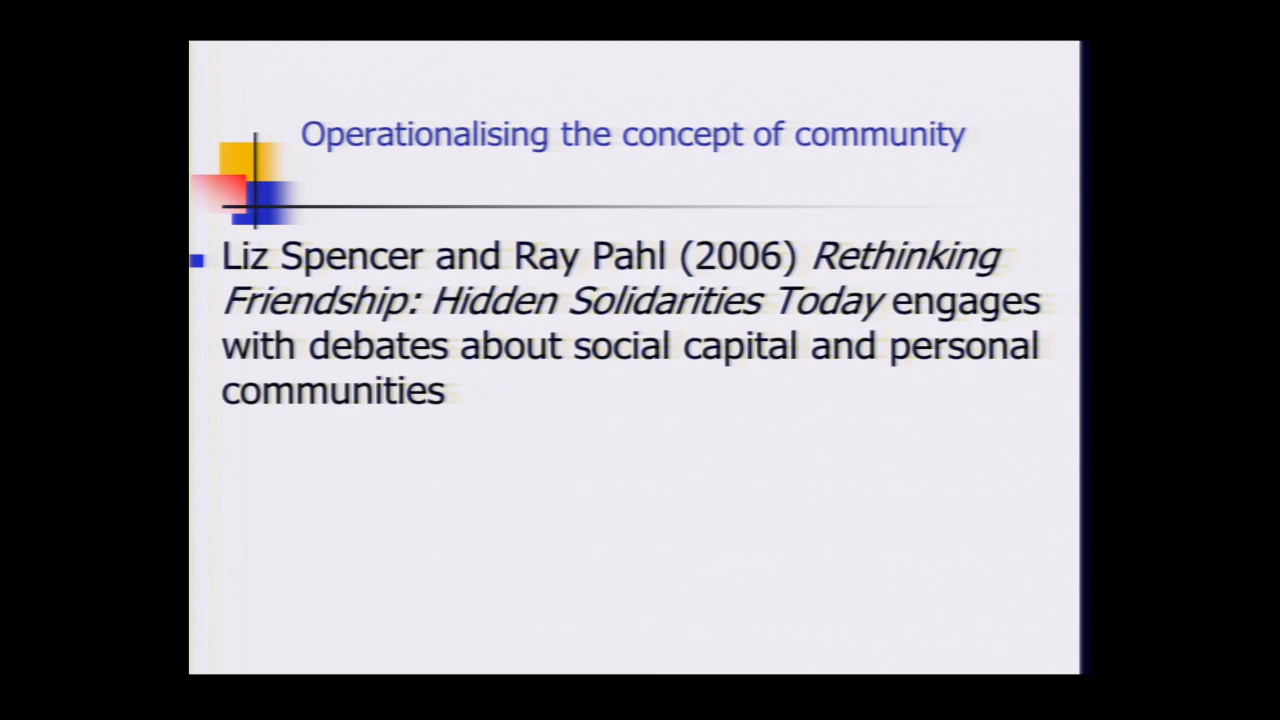 Operationalising the concept of community
Liz Spencer and Ray Pahl (2006) Rethinking
Friendship: Hidden Solidarities Today engages
with debates about social capital and personal
communities